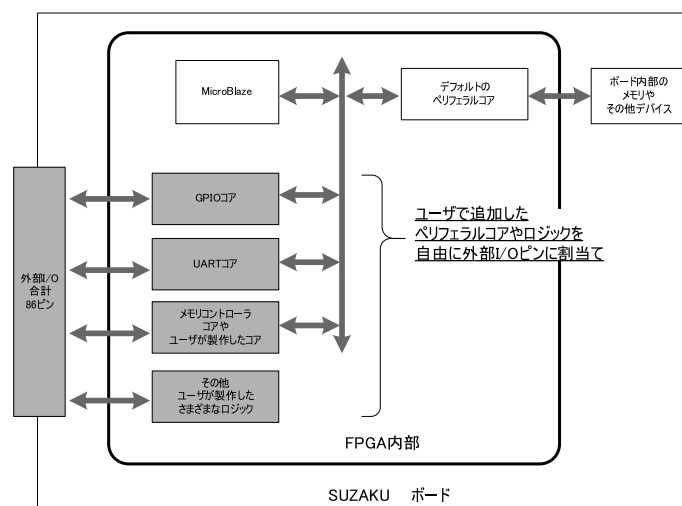 MicroBlaze
デフォルトの
ペリフェラルコア
ボード内部の
メモリや
その他デバイス
GPIOコア
UARTコア
メモリコントローラ
コアや
ユーザが製作したコア
その他
ユーザが製作した
さまざまなロジック
外部I/O
合計
86ピン
ユーザで追加した
ペリフェラルコアやロジックを
自由に外部I/Oピンに割当て
FPGA内部
SUZAKU ボード